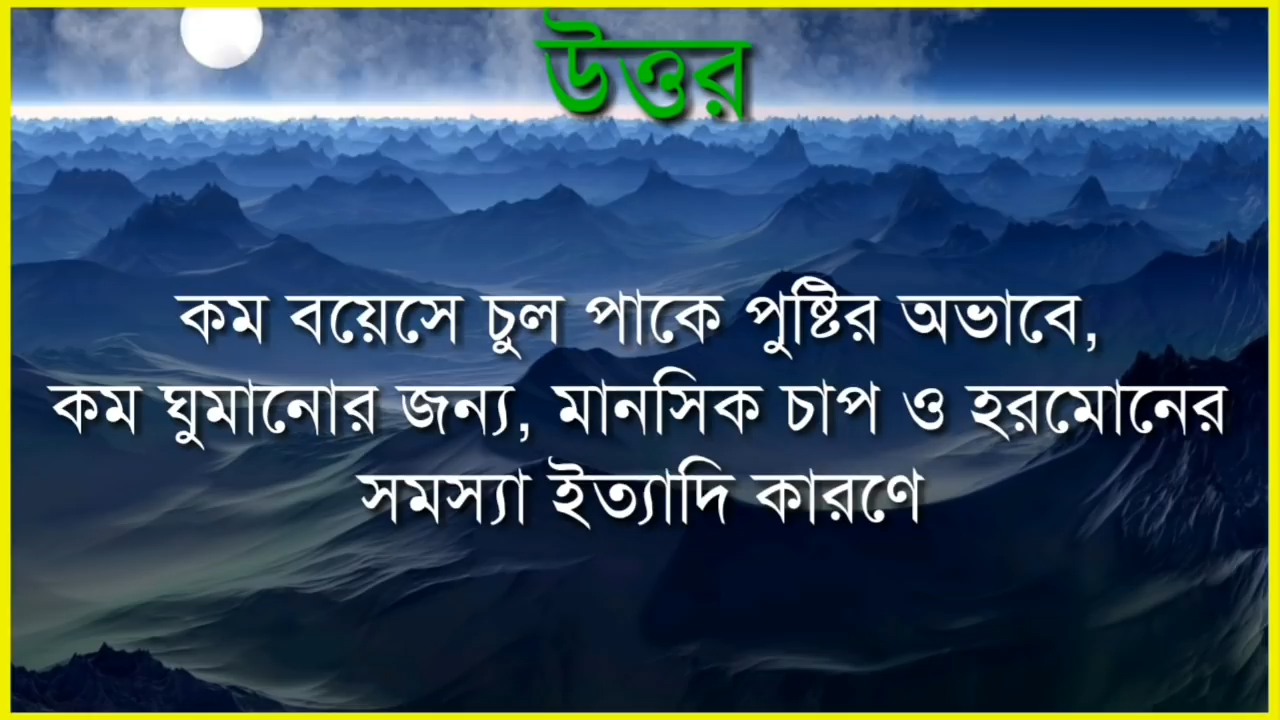 উত্তর
কম বয়েসে চুল পাকে পুষ্টির অভাবে,
কম ঘুমানোর জন্য, মানসিক চাপ ও হরমোনের
সমস্যা ইত্যাদি কারণে